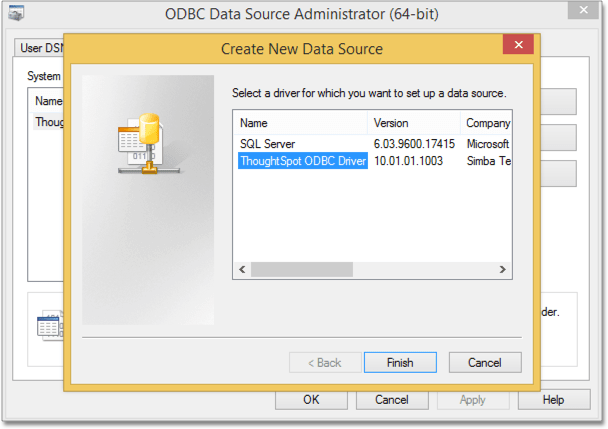 ODBC Data Source Administrator (64-bit)
User DSN
System
Name
Create New Data Source
Select a driver for which you want to set up a data source.
Name Version Company
SQL Server 6.03.9600.17415 Microsoft
ThoughtSpot ODBC Driver 10.01.01.1003 Simba Te
der.
< Back Finish Cancel
OK Cancel Apply Help